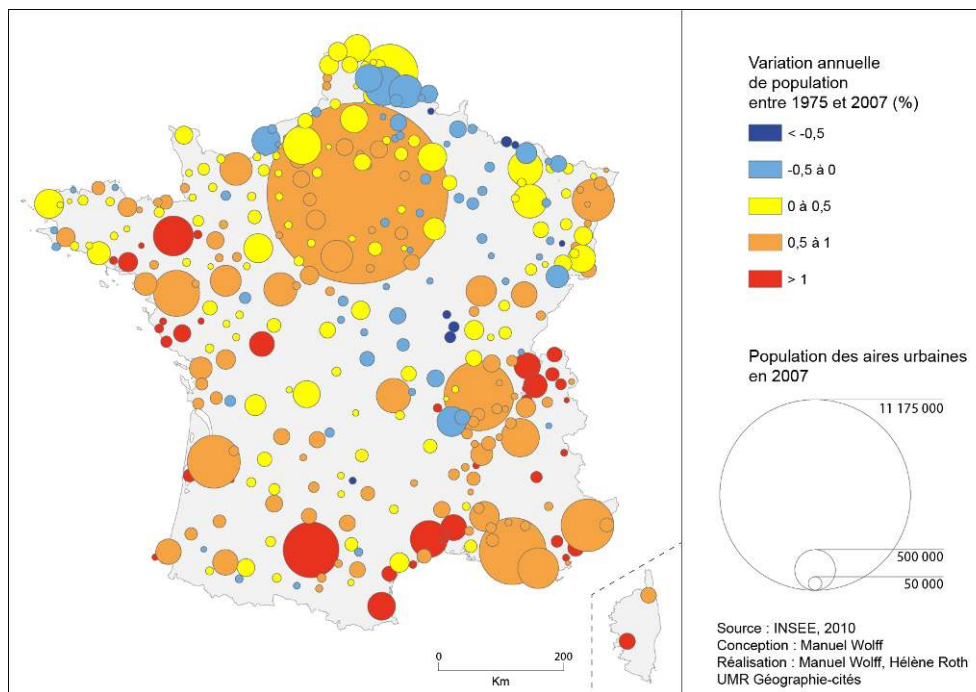 Variation annuelle
de population
entre 1975 et 2007 (%)
< -0,5
-0,5 à 0
0 à 0,5
0,5 à 1
> 1
Population des aires urbaines
en 2007
11 175 000
500 000
50 000
0 200
Km
Source : INSEE, 2010
Conception : Manuel Wolff
Réalisation : Manuel Wolff, Hélène Roth
UMR Géographie-cités